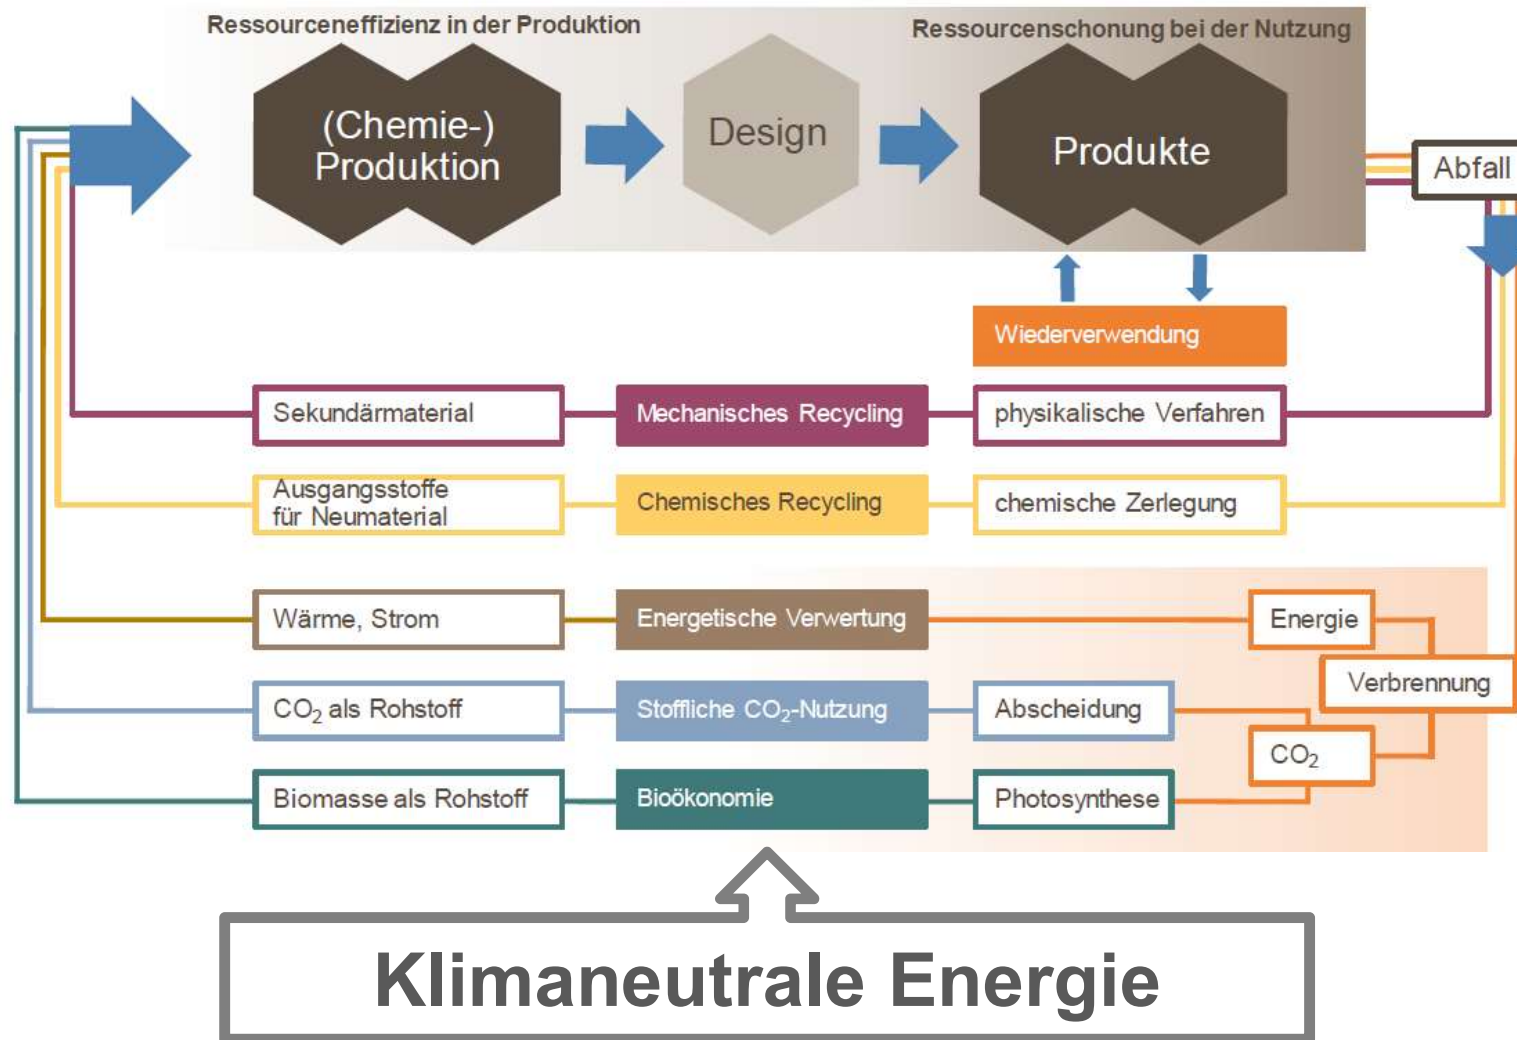 Ressourceneffizienz in der Produktion
Ressourcenschonung bei der Nutzung
(Chemie-)
Produktion
Design
Produkte
Abfall
Wiederverwendung
Sekundärmaterial
Mechanisches Recycling
physikalische Verfahren
Ausgangsstoffe
für Neumaterial
Chemisches Recycling
chemische Zerlegung
Wärme, Strom
Energetische Verwertung
Energie
Verbrennung
CO₂ als Rohstoff
Stoffliche CO₂-Nutzung
Abscheidung
CO₂
Biomasse als Rohstoff
Bioökonomie
Photosynthese
Klimaneutrale Energie